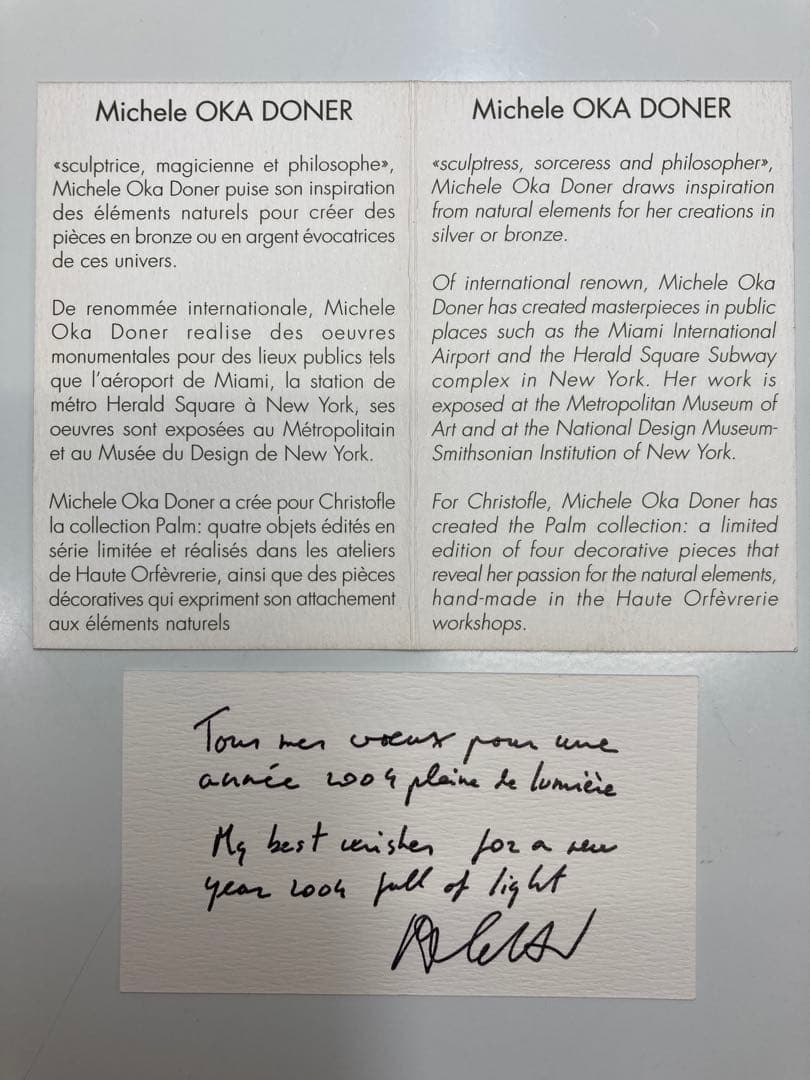 Michele OKA DONER
«sculptrice, magicienne et philosophe»,
Michele Oka Doner puise son inspiration
des éléments naturels pour créer des
pièces en bronze ou en argent évocatrices
de ces univers.
De renommée internationale, Michele
Oka Doner realise des oeuvres
monumentales pour des lieux publics tels
que l'aéroport de Miami, la station de
métro Herald Square à New York, ses
oeuvres sont exposées au Métropolitain
et au Musée du Design de New York.
Michele Oka Doner a crée pour Christofle
la collection Palm: quatre objets édités en
série limitée et réalisés dans les ateliers
de Haute Orfèvrerie, ainsi que des pièces
décoratives qui expriment son attachement
aux éléments naturels
Michele OKA DONER
«sculptress, sorceress and philosopher»,
Michele Oka Doner draws inspiration
from natural elements for her creations in
silver or bronze.
Of international renown, Michele Oka
Doner has created masterpieces in public
places such as the Miami International
Airport and the Herald Square Subway
complex in New York. Her work is
exposed at the Metropolitan Museum of
Art and at the National Design Museum-
Smithsonian Institution of New York.
For Christofle, Michele Oka Doner has
created the Palm collection: a limited
edition of four decorative pieces that
reveal her passion for the natural elements,
hand-made in the Haute Orfèvrerie
workshops.
Tous mes voeux pour une
année 2004 pleine de lumière
My best wishes for a new
year 2004 full of light